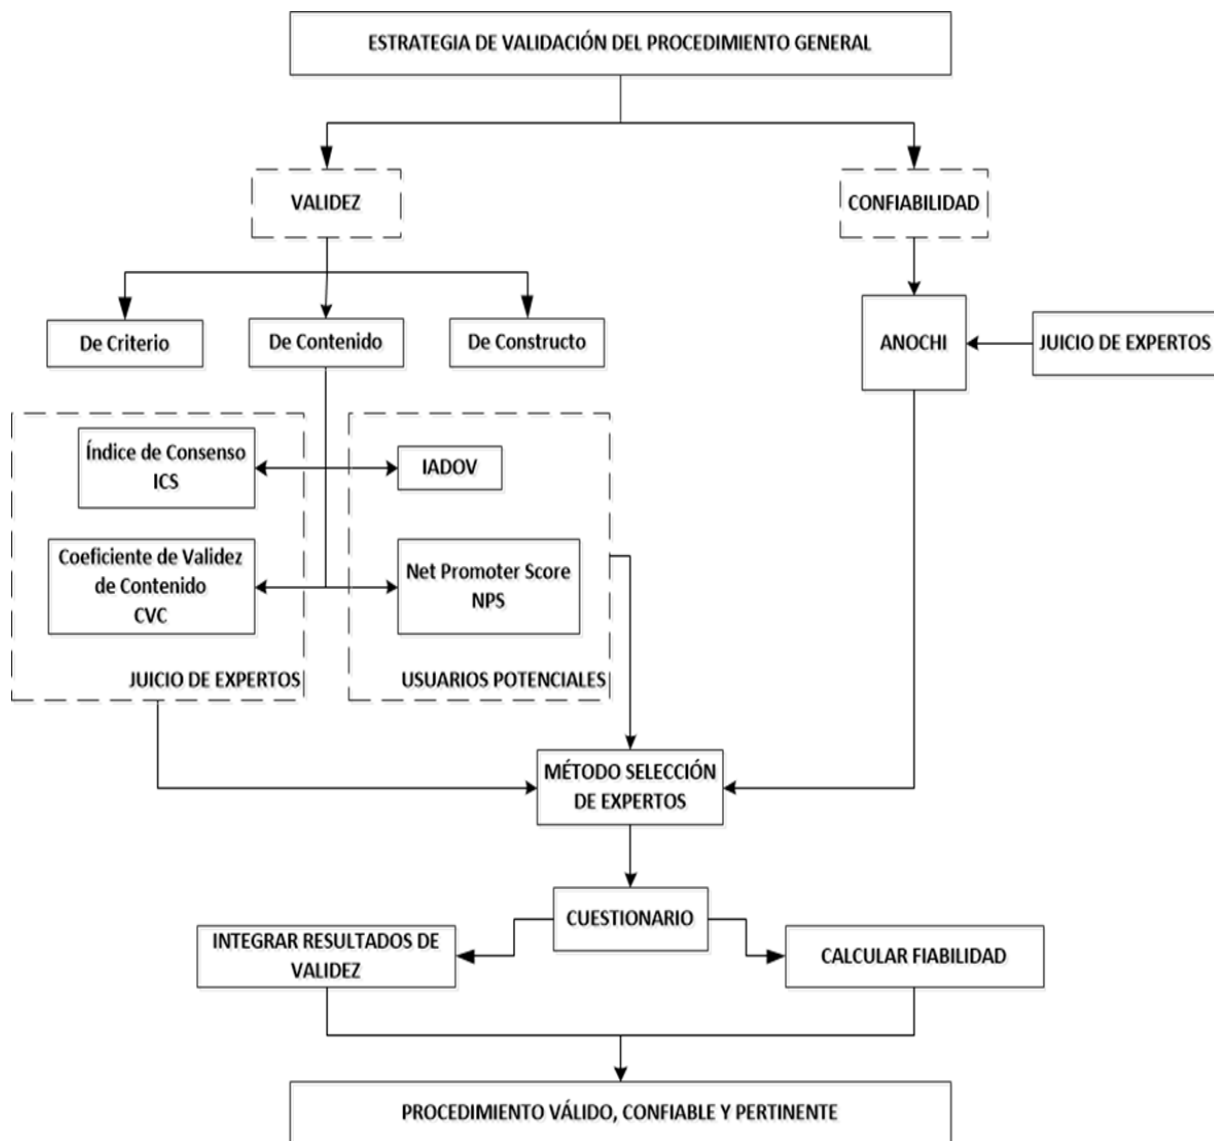 ESTRATEGIA DE VALIDACIÓN DEL PROCEDIMIENTO GENERAL
VALIDEZ
CONFIABILIDAD
De Criterio
De Contenido
De Constructo
ANOCHI
JUICIO DE EXPERTOS
Índice de Consenso
ICS
IADOV
Coeficiente de Validez
de Contenido
CVC
Net Promoter Score
NPS
JUICIO DE EXPERTOS
USUARIOS POTENCIALES
MÉTODO SELECCIÓN
DE EXPERTOS
CUESTIONARIO
INTEGRAR RESULTADOS DE
VALIDEZ
CALCULAR FIABILIDAD
PROCEDIMIENTO VÁLIDO, CONFIABLE Y PERTINENTE